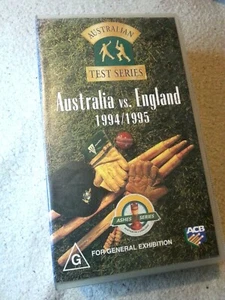 AUSTRALIAN
TEST SERIES
Australia vs. England
1994/1995
ASHES
SERIES
ACB
G
FOR GENERAL EXHIBITION